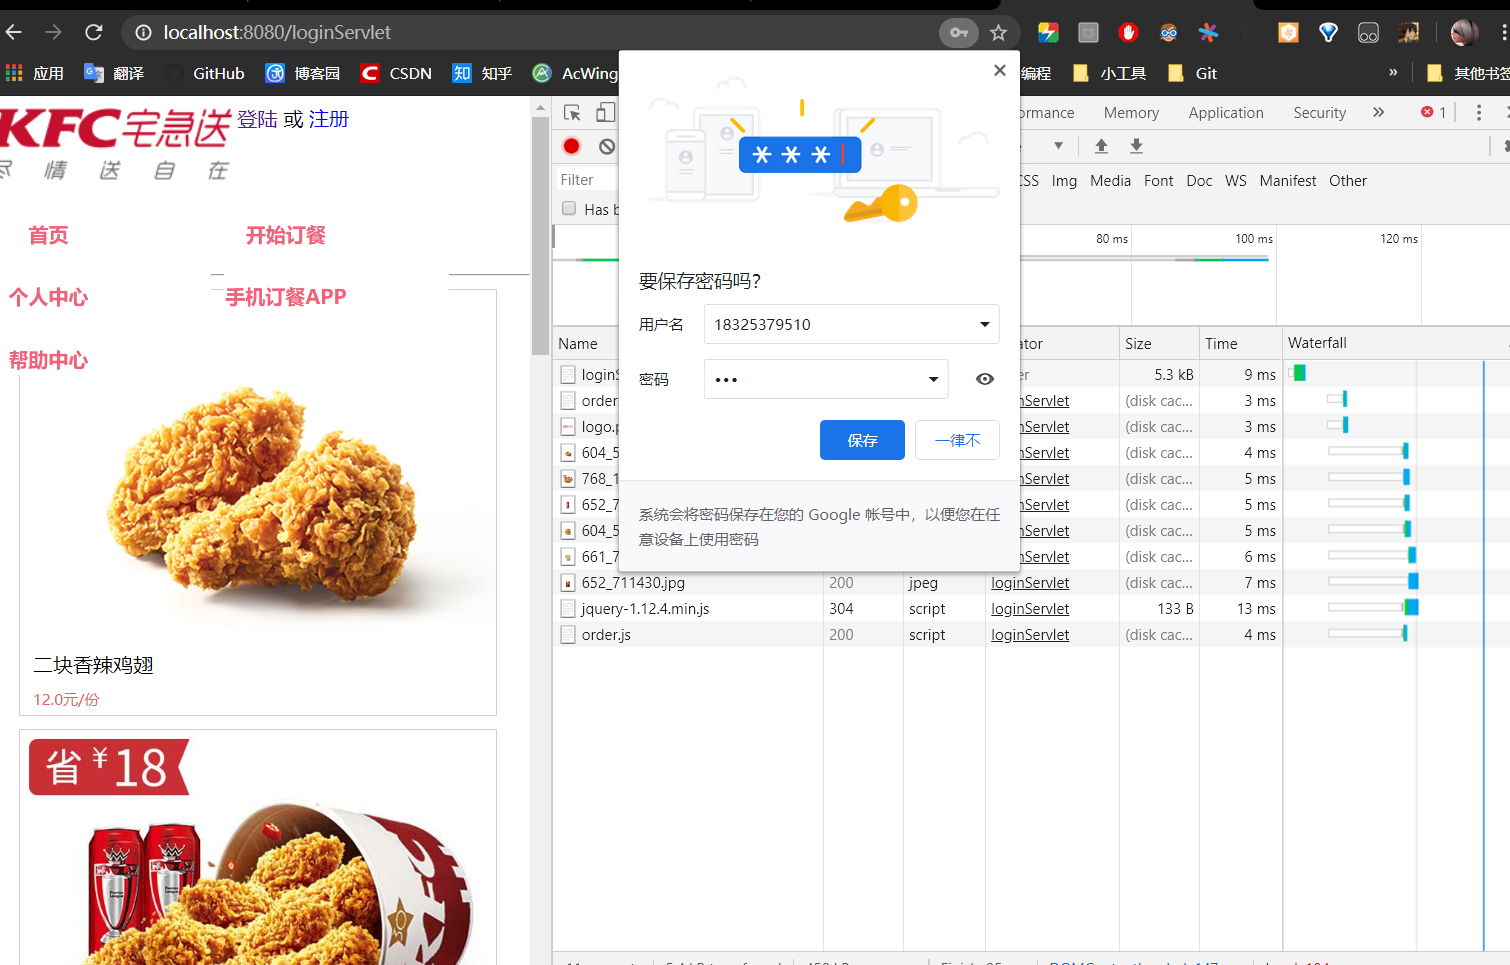 localhost:8080/loginServlet
应用 翻译 GitHub 博客园 CSDN 知乎 AcWing 编程 小工具 Git » 其他书签
KFC宅急送 登陆 或 注册
尽 情 送 自 在
首页 开始订餐
个人中心 手机订餐APP
帮助中心
二块香辣鸡翅
12.0元/份
省¥18
要保存密码吗?
用户名 18325379510
密码 •••
保存 一律不
系统会将密码保存在您的 Google 帐号中，以便您在任
意设备上使用密码
ormance Memory Application Security » 1
Filter CSS Img Media Font Doc WS Manifest Other
Has b
80 ms 100 ms 120 ms
Name ator Size Time Waterfall
loginS er 5.3 kB 9 ms
order nServlet (disk cac... 3 ms
logo.p nServlet (disk cac... 3 ms
604_5 nServlet (disk cac... 4 ms
768_1 nServlet (disk cac... 5 ms
652_7 nServlet (disk cac... 5 ms
604_5 nServlet (disk cac... 5 ms
661_7 nServlet (disk cac... 6 ms
652_711430.jpg 200 jpeg loginServlet (disk cac... 7 ms
jquery-1.12.4.min.js 304 script loginServlet 133 B 13 ms
order.js 200 script loginServlet (disk cac... 4 ms